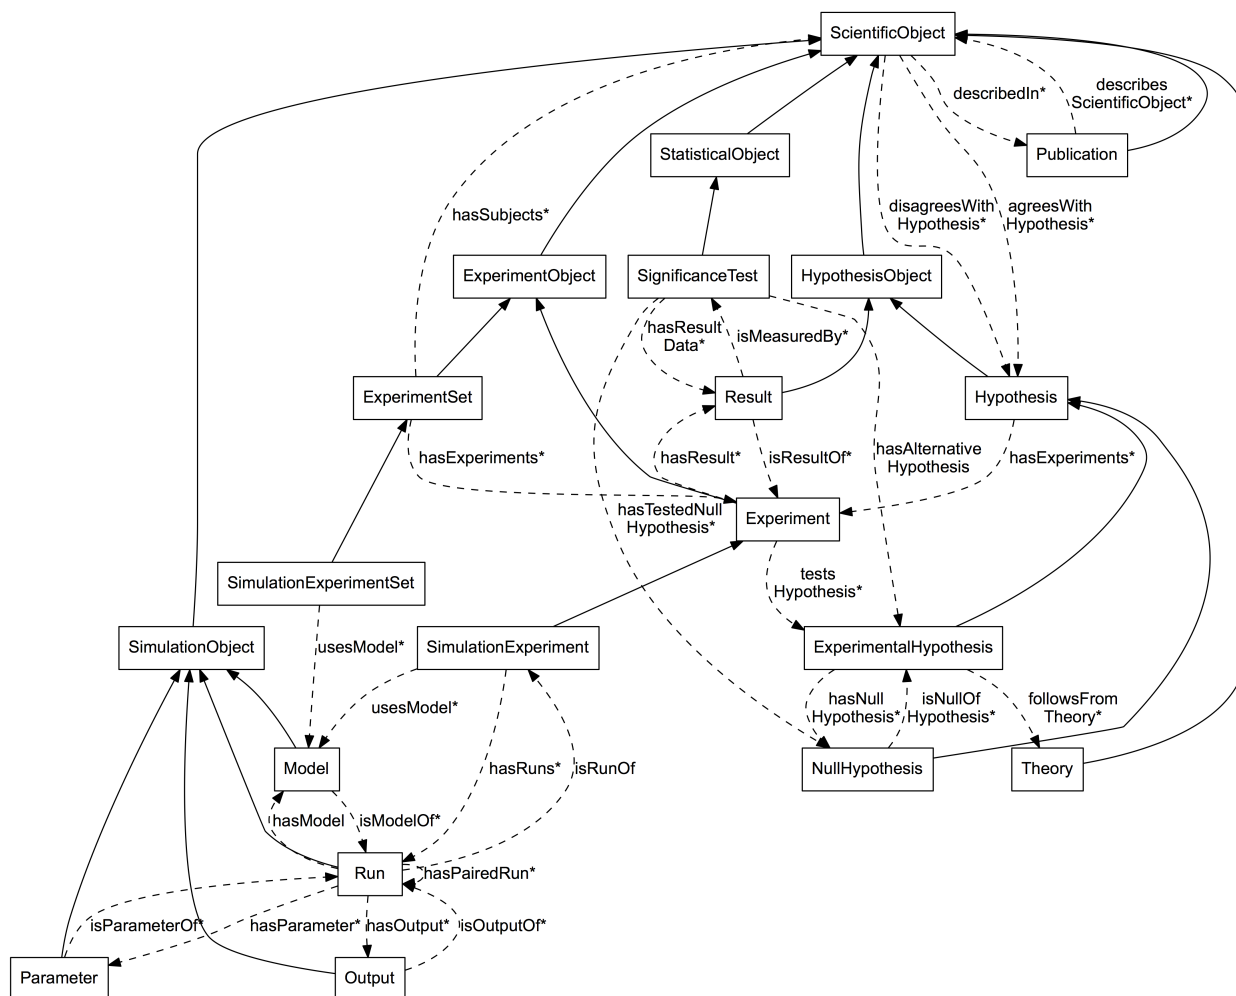 ScientificObject
describedIn*
describes
ScientificObject*
StatisticalObject
Publication
hasSubjects*
disagreesWith
Hypothesis*
agreesWith
Hypothesis*
ExperimentObject
SignificanceTest
HypothesisObject
hasResult
Data*
isMeasuredBy*
ExperimentSet
Result
Hypothesis
hasExperiments*
hasResult*
isResultOf*
hasAlternative
Hypothesis
hasExperiments*
hasTestedNull
Hypothesis*
Experiment
SimulationExperimentSet
tests
Hypothesis*
SimulationObject
usesModel*
SimulationExperiment
ExperimentalHypothesis
usesModel*
hasNull
Hypothesis*
isNullOf
Hypothesis*
followsFrom
Theory*
Model
hasRuns*
isRunOf
NullHypothesis
Theory
hasModel
isModelOf*
Run
hasPairedRun*
isParameterOf*
hasParameter*
hasOutput*
isOutputOf*
Parameter
Output